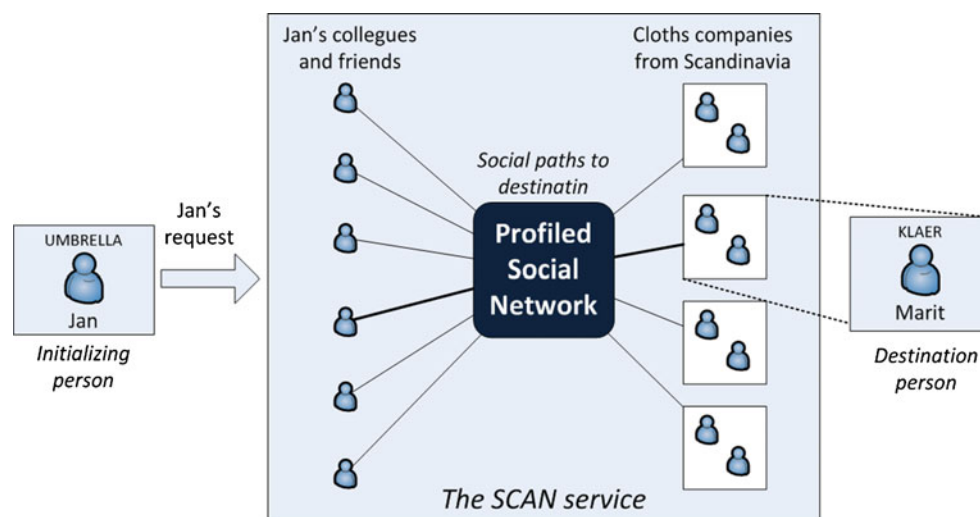 UMBRELLA
Jan
Initializing
person
Jan's
request
Jan's collegues
and friends
Social paths to
destinatin
Profiled
Social
Network
Cloths companies
from Scandinavia
The SCAN service
KLAER
Marit
Destination
person